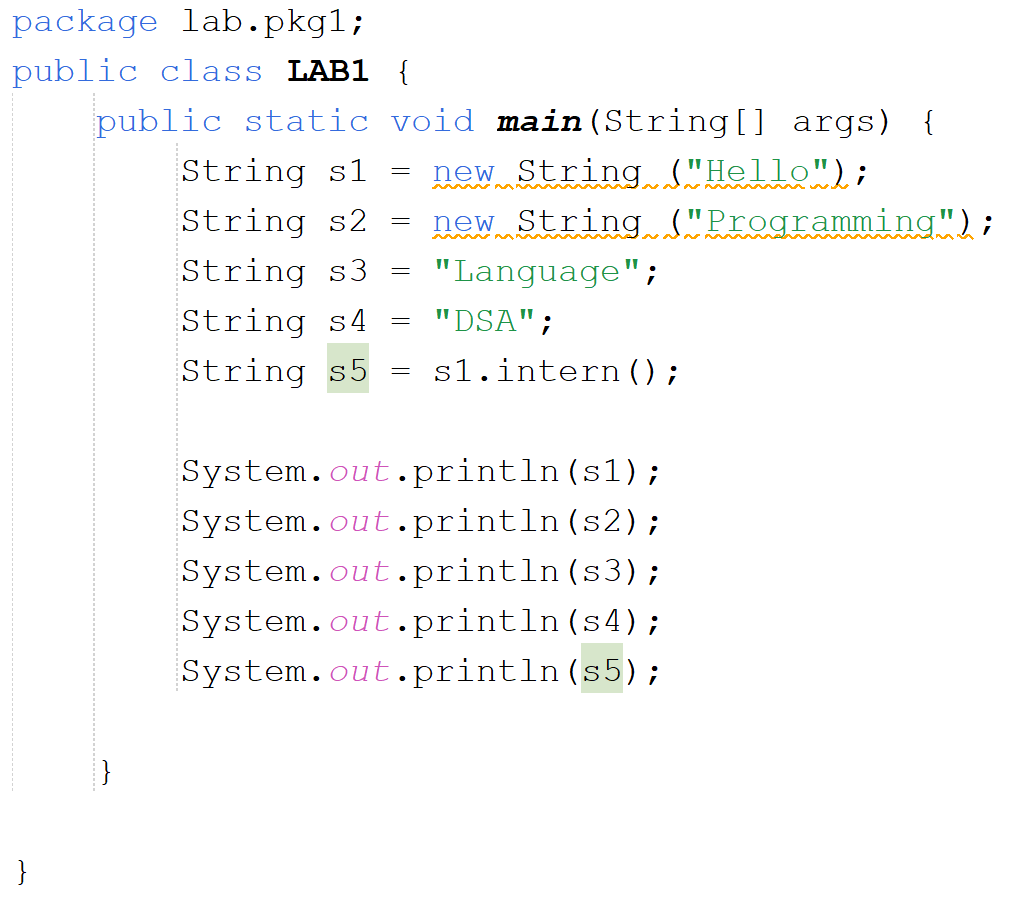 package lab.pkg1;
public class LAB1 {
public static void main(String[] args) {
String s1 = new String ("Hello");
String s2 = new String ("Programming");
String s3 = "Language";
String s4 = "DSA";
String s5 = s1.intern();
System.out.println(s1);
System.out.println(s2);
System.out.println(s3);
System.out.println(s4);
System.out.println(s5);
}
}